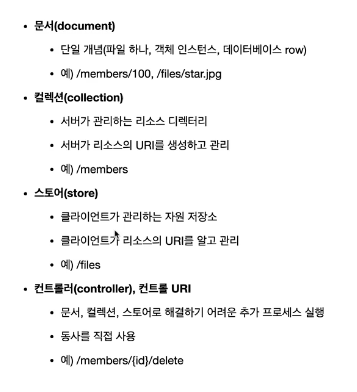 문서(document)
단일 개념(파일 하나, 객체 인스턴스, 데이터베이스 row)
예) /members/100, /files/star.jpg
컬렉션(collection)
서버가 관리하는 리소스 디렉터리
서버가 리소스의 URI를 생성하고 관리
예) /members
스토어(store)
클라이언트가 관리하는 자원 저장소
클라이언트가 리소스의 URI를 알고 관리
예) /files
컨트롤러(controller), 컨트롤 URI
문서, 컬렉션, 스토어로 해결하기 어려운 추가 프로세스 실행
동사를 직접 사용
예) /members/{id}/delete